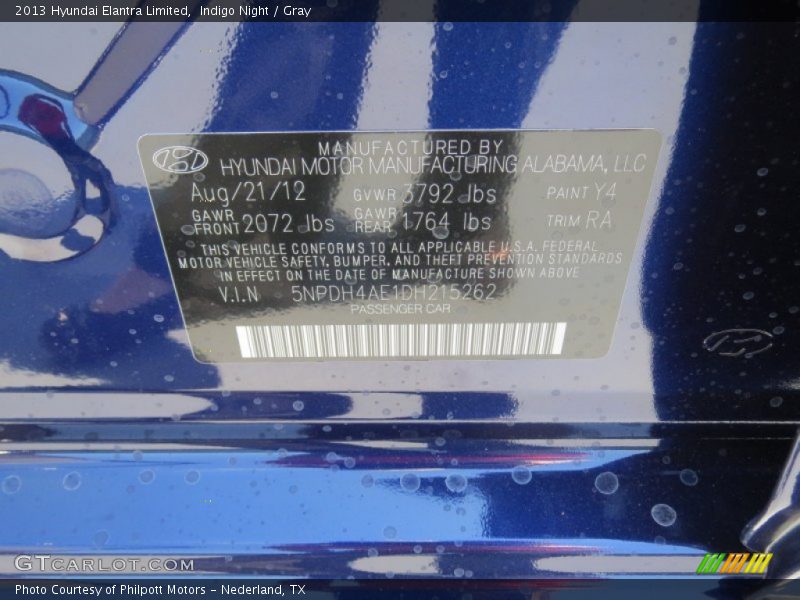 2013 Hyundai Elantra Limited, Indigo Night / Gray
MANUFACTURED BY
HYUNDAI MOTOR MANUFACTURING ALABAMA, LLC
Aug/21/12 GVWR 3792 lbs PAINT Y4
GAWR FRONT 2072 lbs GAWR REAR 1764 lbs TRIM RA
THIS VEHICLE CONFORMS TO ALL APPLICABLE U.S.A. FEDERAL
MOTOR VEHICLE SAFETY, BUMPER, AND THEFT PREVENTION STANDARDS
IN EFFECT ON THE DATE OF MANUFACTURE SHOWN ABOVE
V.I.N 5NPDH4AE1DH215262
PASSENGER CAR
GTCARLOT.COM
Photo Courtesy of Philpott Motors - Nederland, TX